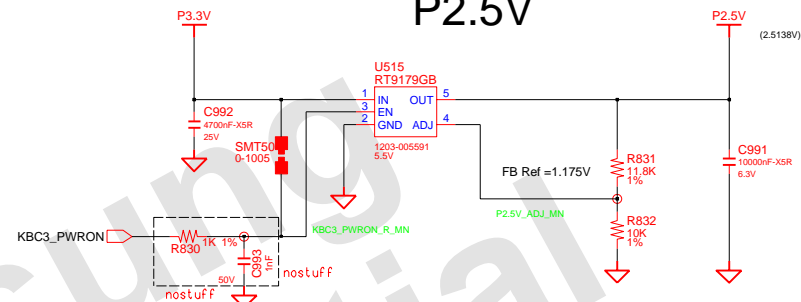 P2.5V
P3.3V
P2.5V
(2.5138V)
U515
RT9179GB
1 IN OUT 5
3 EN
2 GND ADJ 4
1203-005591
5.5V
C992
4700nF-X5R
25V
SMT50
0-1005
FB Ref =1.175V
R831
11.8K
1%
C991
10000nF-X5R
6.3V
P2.5V_ADJ_MN
R832
10K
1%
KBC3_PWRON
R830
1K 1%
KBC3_PWRON_R_MN
C993
1nF
50V
nostuff
nostuff